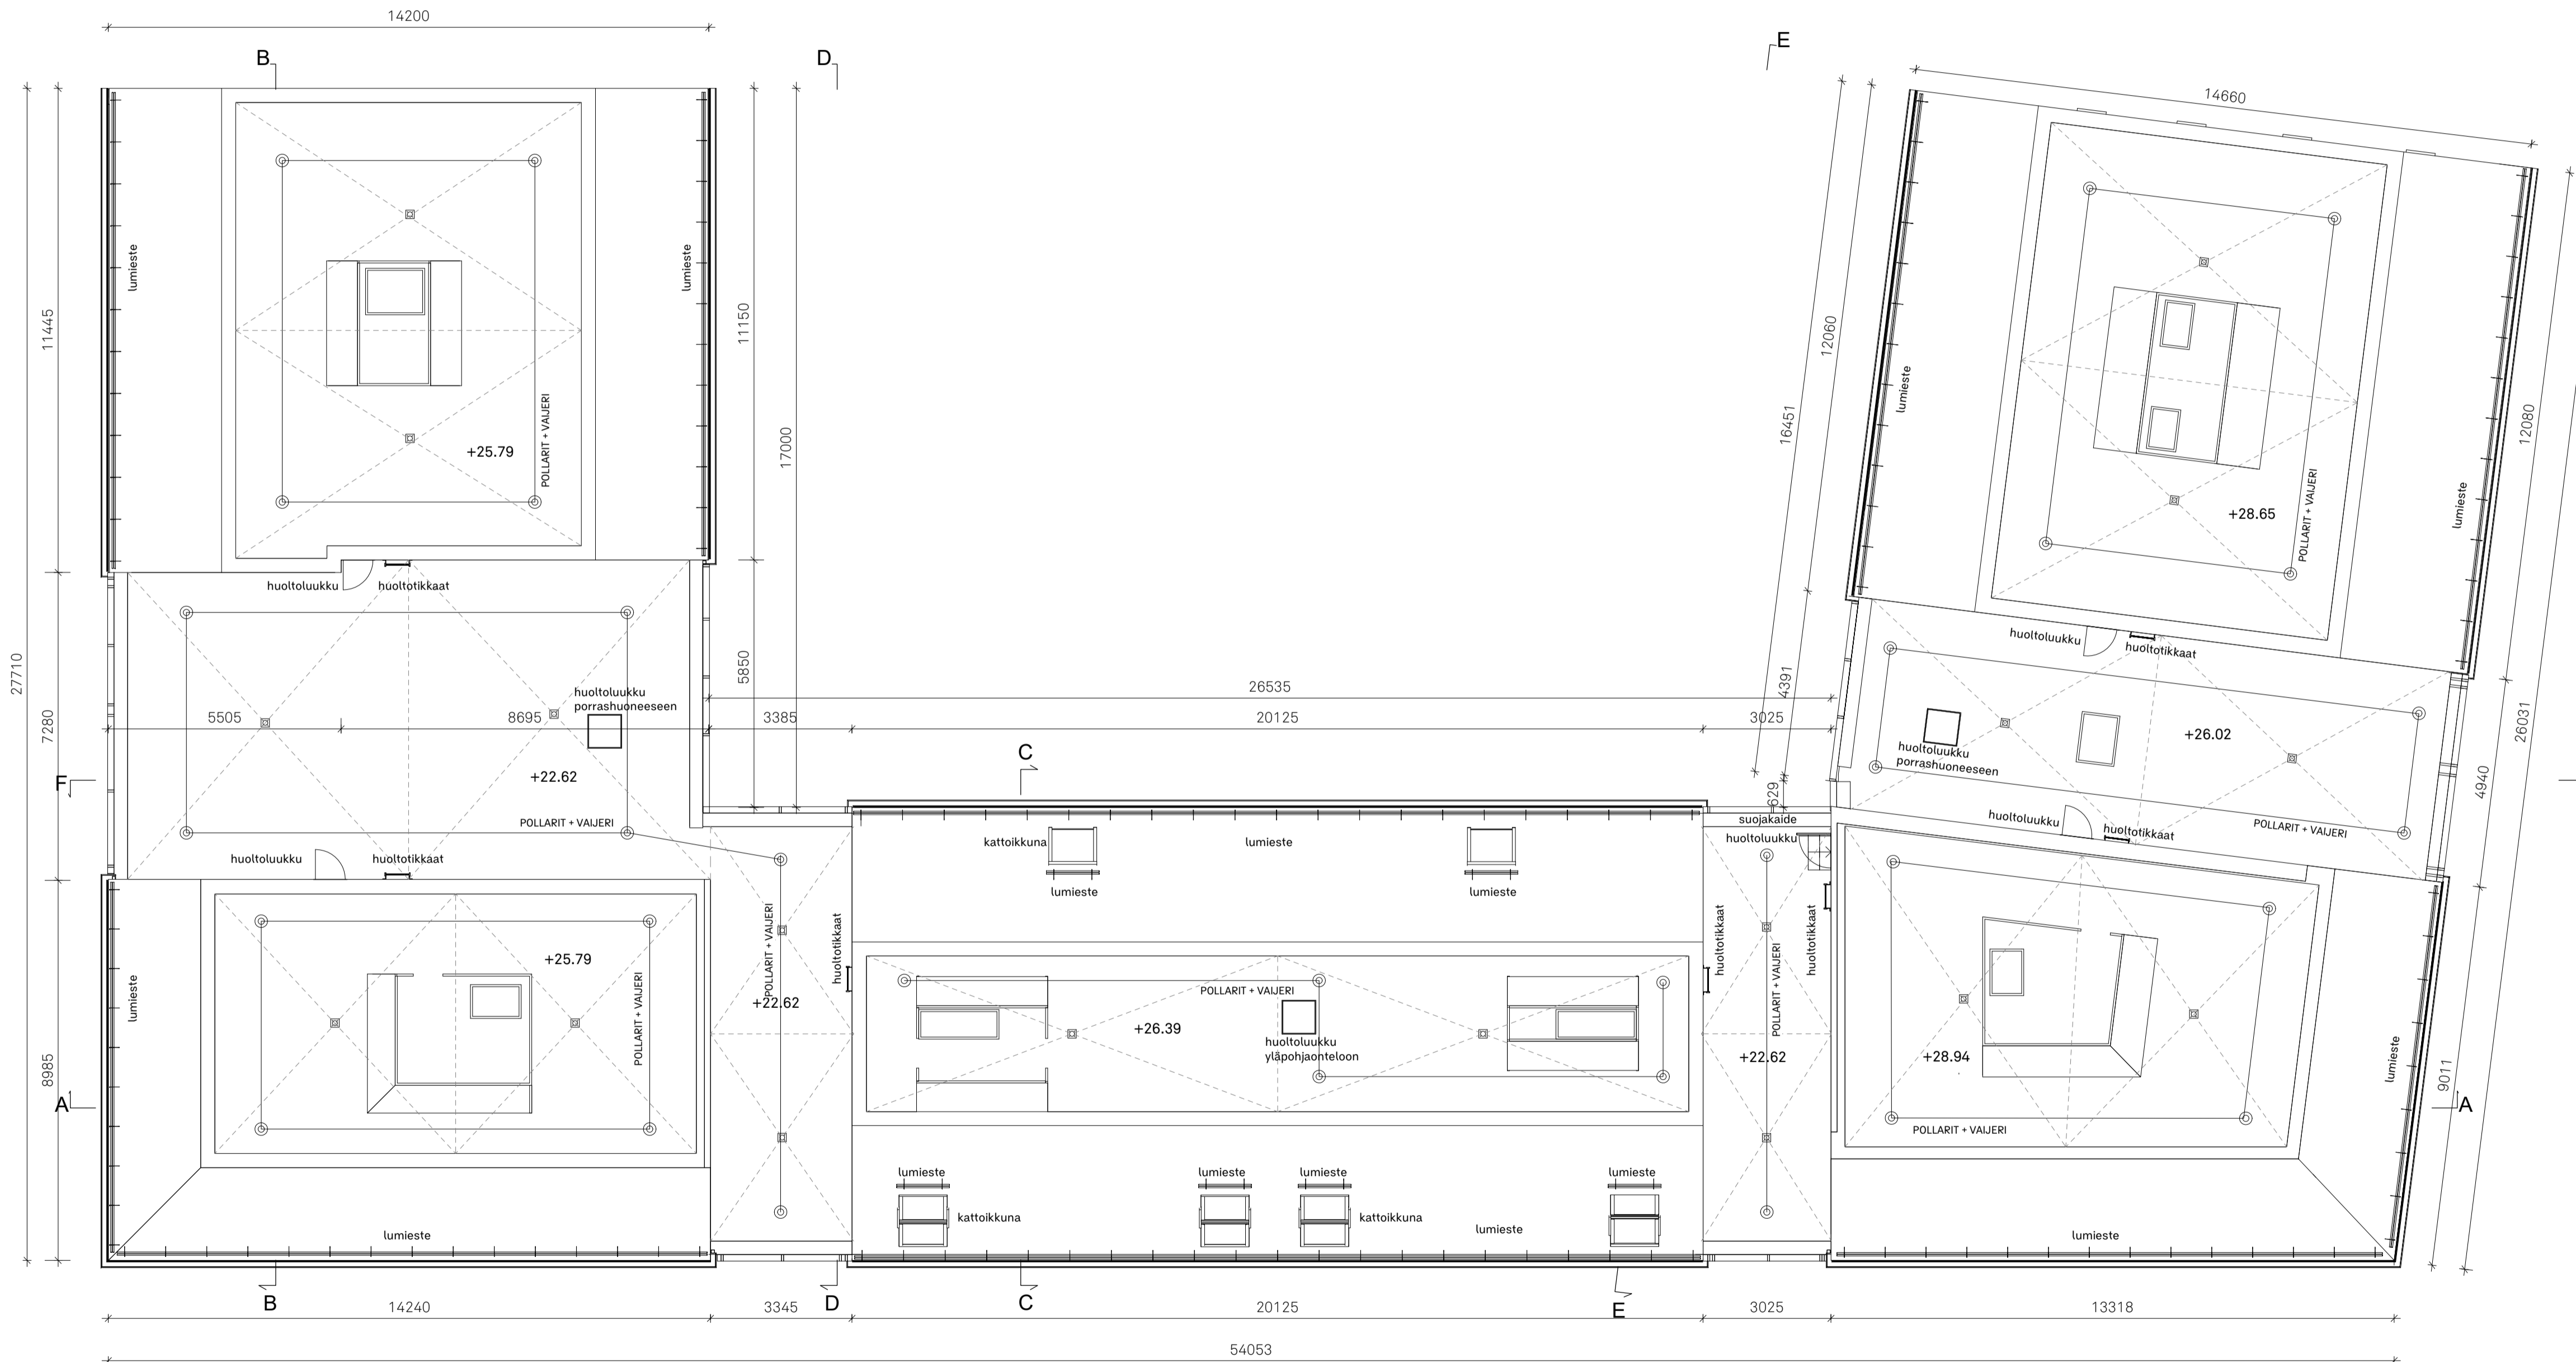 14200
B
D
E
14660
lumieste
lumieste
11445
11150
17000
27710
+25.79
POLLARIT + VAIJERI
16451
12060
lumieste
+28.65
POLLARIT + VAIJERI
lumieste
12080
26031
huoltoluukku
huoltotikkaat
7280
5850
huoltoluukku
porrashuoneeseen
5505
8695
+22.62
POLLARIT + VAIJERI
26535
3385
20125
3025
4391
629
huoltoluukku
huoltotikkaat
+26.02
huoltoluukku
porrashuoneeseen
4940
huoltoluukku
huoltotikkaat
POLLARIT + VAIJERI
F
C
huoltoluukku
huoltotikkaat
kattoikkuna
lumieste
suojakaide
huoltoluukku
lumieste
lumieste
8985
lumieste
+25.79
POLLARIT + VAIJERI
POLLARIT + VAIJERI
+22.62
huoltotikkaat
POLLARIT + VAIJERI
+26.39
huoltoluukku
yläpohjaonteloon
huoltotikkaat
POLLARIT + VAIJERI
+22.62
huoltotikkaat
+28.94
POLLARIT + VAIJERI
lumieste
9011
A
A
lumieste
lumieste
lumieste
lumieste
kattoikkuna
kattoikkuna
lumieste
lumieste
lumieste
B
D
C
E
14240
3345
20125
3025
13318
54053